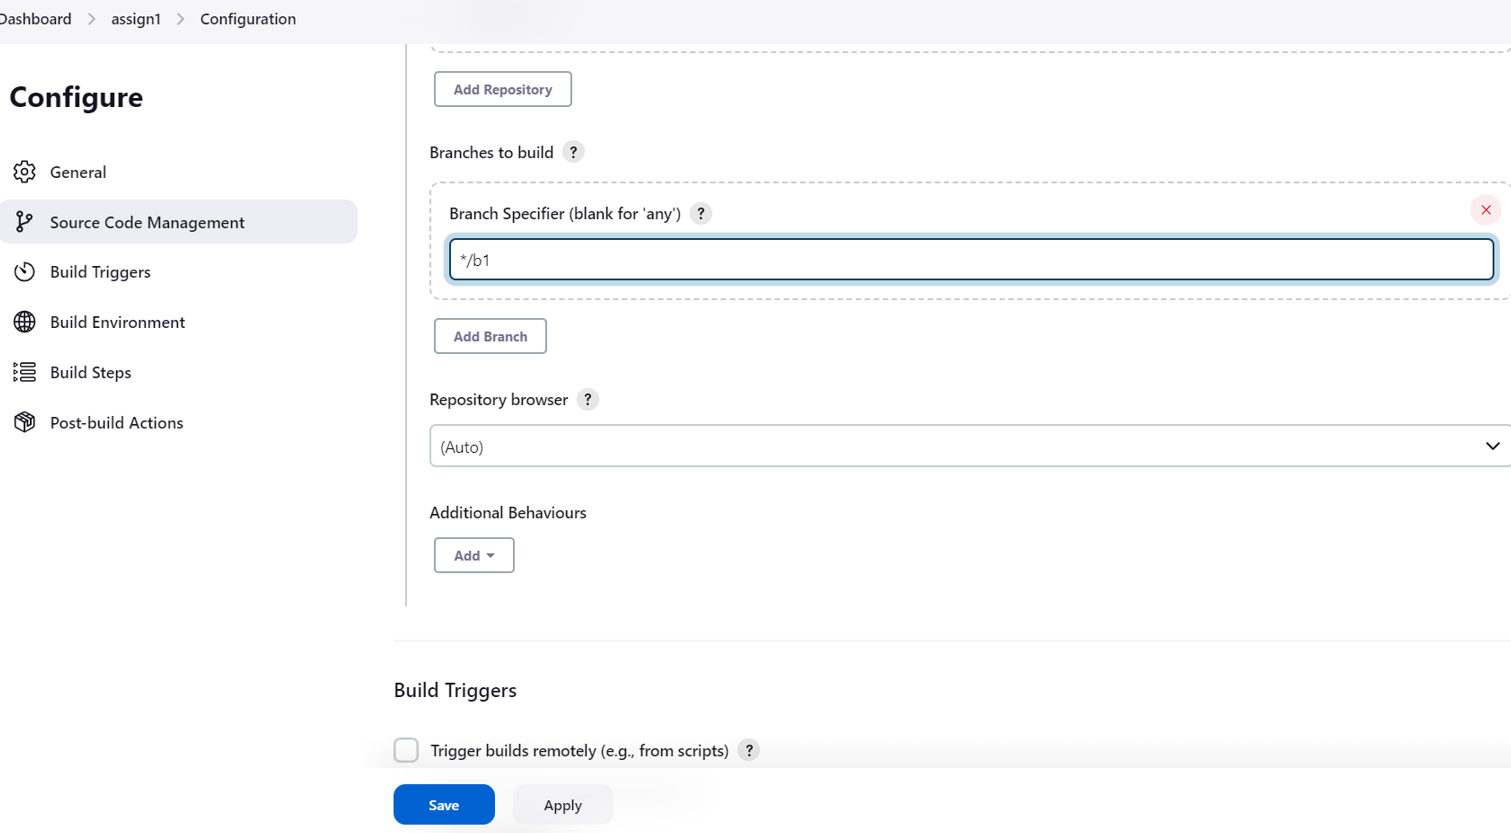 Dashboard > assign1 > Configuration
Configure
General
Source Code Management
Build Triggers
Build Environment
Build Steps
Post-build Actions
Add Repository
Branches to build ?
Branch Specifier (blank for 'any') ?
*/b1
Add Branch
Repository browser ?
(Auto)
Additional Behaviours
Add
Build Triggers
Trigger builds remotely (e.g., from scripts) ?
Save Apply